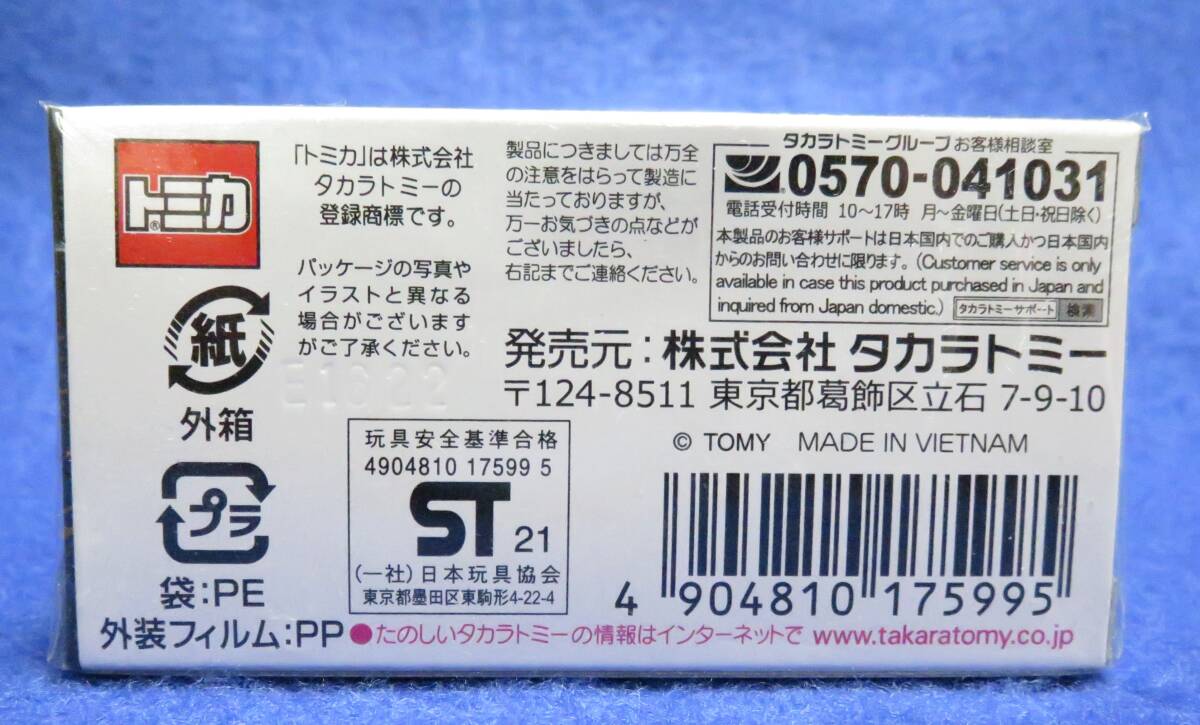 トミカ®
「トミカ」は株式会社
タカラトミーの
登録商標です。
パッケージの写真や
イラストと異なる
場合がございます
がご了承ください。
製品につきましては万全
の注意をはらって製造に
当たっておりますが、
万一お気づきの点などが
ございましたら、
右記までご連絡ください。
タカラトミーグループ お客様相談室
0570-041031
電話受付時間 10〜17時 月〜金曜日(土日・祝日除く)
本製品のお客様サポートは日本国内でのご購入かつ日本国内
からのお問い合わせに限ります。(Customer service is only
available in case this product purchased in Japan and
inquired from Japan domestic.) タカラトミーサポート 検索
紙
外箱
E1622
発売元：株式会社 タカラトミー
〒124-8511 東京都葛飾区立石 7-9-10
© TOMY MADE IN VIETNAM
プラ
袋:PE
外装フィルム:PP
玩具安全基準合格
4904810 17599 5
ST 21
(一社)日本玩具協会
東京都墨田区東駒形4-22-4
4 904810 175995
●たのしいタカラトミーの情報はインターネットで www.takaratomy.co.jp